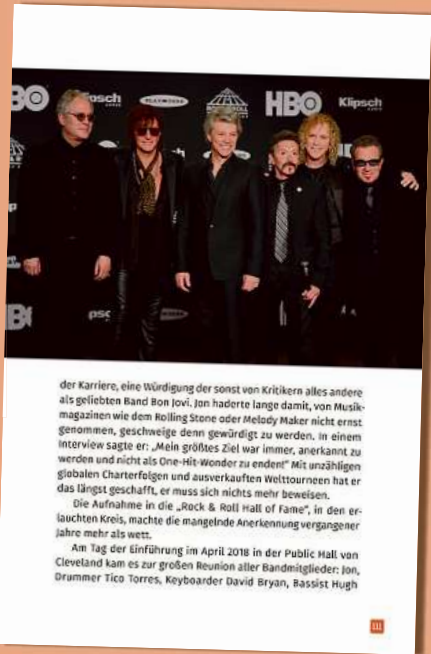 HBO
Klipsch
HOLLYWOOD
ROCK & ROLL
HBO
Klipsch
HB
psc
der Karriere, eine Würdigung der sonst von Kritikern alles andere
als geliebten Band Bon Jovi. Jon haderte lange damit, von Musik-
magazinen wie dem Rolling Stone oder Melody Maker nicht ernst
genommen, geschweige denn gewürdigt zu werden. In einem
Interview sagte er: „Mein größtes Ziel war immer, anerkannt zu
werden und nicht als One-Hit-Wonder zu enden!“ Mit unzähligen
globalen Charterfolgen und ausverkauften Welttourneen hat er
das längst geschafft, er muss sich nichts mehr beweisen.
Die Aufnahme in die „Rock & Roll Hall of Fame“, in den er-
lauchten Kreis, machte die mangelnde Anerkennung vergangener
Jahre mehr als wett.
Am Tag der Einführung im April 2018 in der Public Hall von
Cleveland kam es zur großen Reunion aller Bandmitglieder: Jon,
Drummer Tico Torres, Keyboarder David Bryan, Bassist Hugh